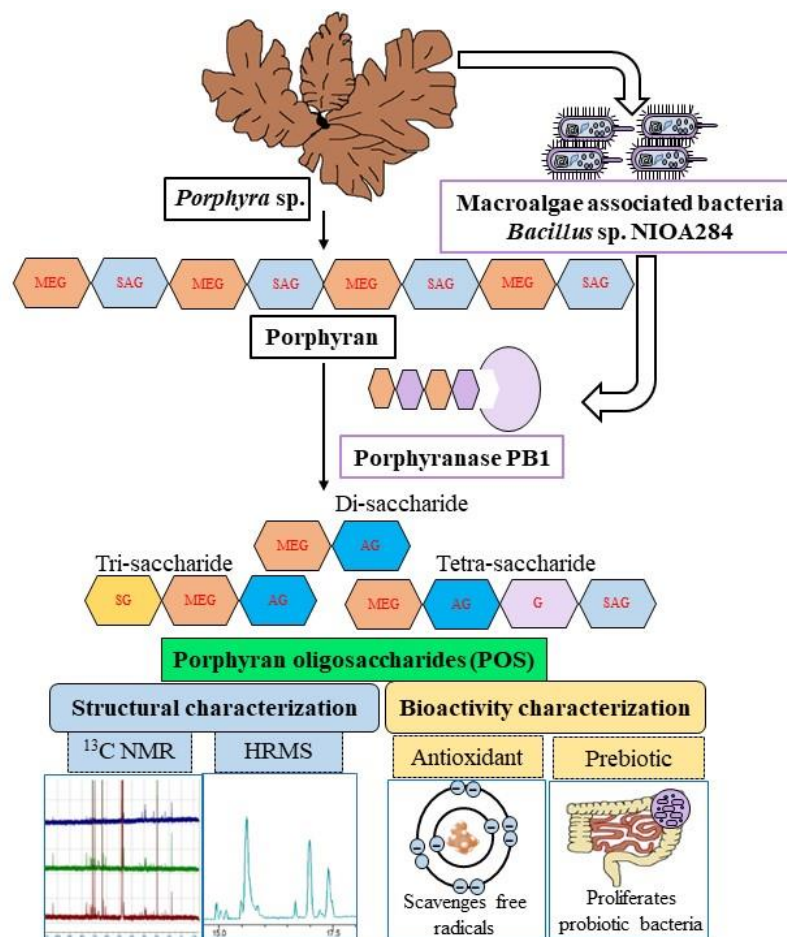 Porphyra sp.
Macroalgae associated bacteria
Bacillus sp. NIOA284
MEG SAG MEG SAG MEG SAG MEG SAG
Porphyran
Porphyranase PB1
Di-saccharide
MEG AG
Tri-saccharide
SG MEG AG
Tetra-saccharide
MEG AG G SAG
Porphyran oligosaccharides (POS)
Structural characterization
Bioactivity characterization
¹³C NMR
HRMS
Antioxidant
Prebiotic
15.0 17.5
Scavenges free
radicals
Proliferates
probiotic bacteria